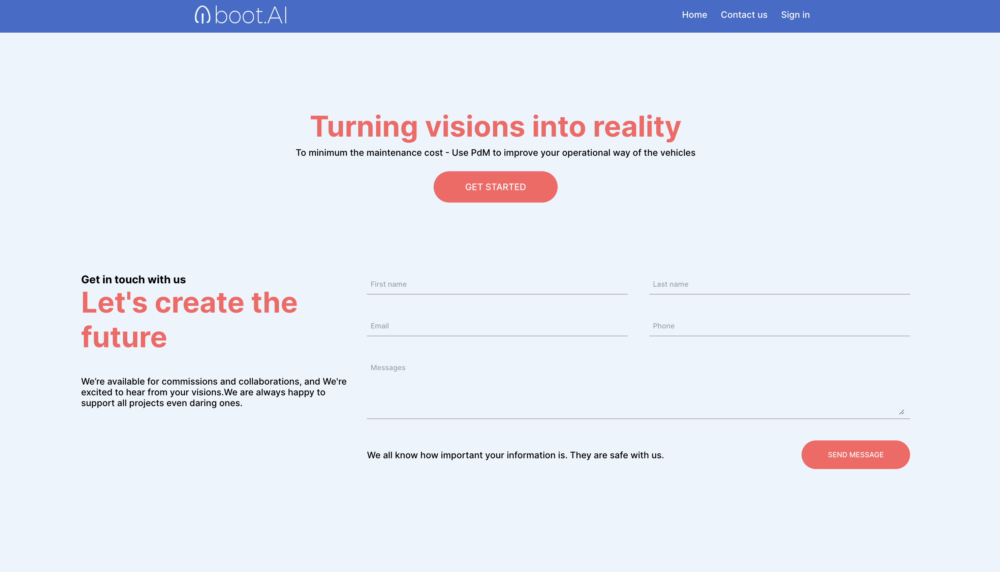 boot.AI
Home
Contact us
Sign in
Turning visions into reality
To minimum the maintenance cost - Use PdM to improve your operational way of the vehicles
GET STARTED
Get in touch with us
Let's create the
future
We’re available for commissions and collaborations, and We're
excited to hear from your visions.We are always happy to
support all projects even daring ones.
First name
Last name
Email
Phone
Messages
We all know how important your information is. They are safe with us.
SEND MESSAGE